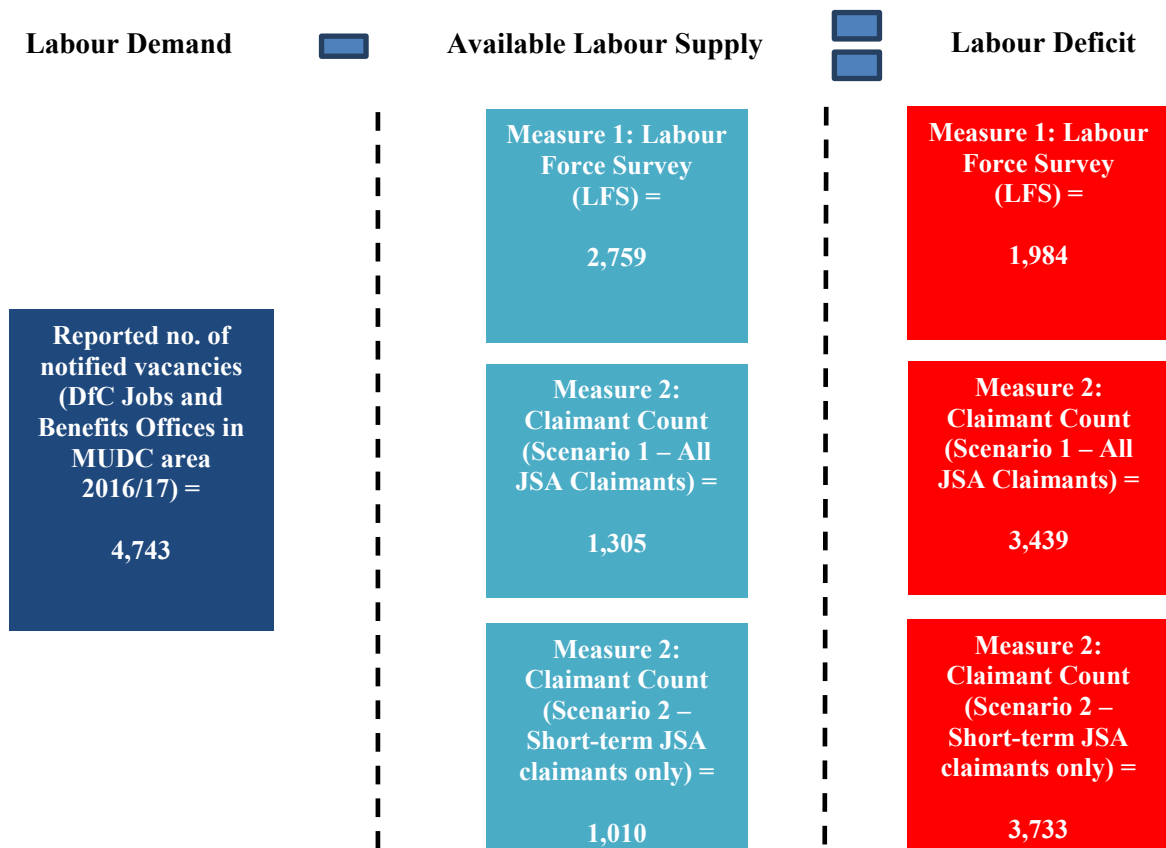 Labour Demand
Available Labour Supply
Labour Deficit
Reported no. of
notified vacancies
(DfC Jobs and
Benefits Offices in
MUDC area
2016/17) =
4,743
Measure 1: Labour
Force Survey
(LFS) =
2,759
Measure 2:
Claimant Count
(Scenario 1 – All
JSA Claimants) =
1,305
Measure 2:
Claimant Count
(Scenario 2 –
Short-term JSA
claimants only) =
1,010
Measure 1: Labour
Force Survey
(LFS) =
1,984
Measure 2:
Claimant Count
(Scenario 1 – All
JSA Claimants) =
3,439
Measure 2:
Claimant Count
(Scenario 2 –
Short-term JSA
claimants only) =
3,733